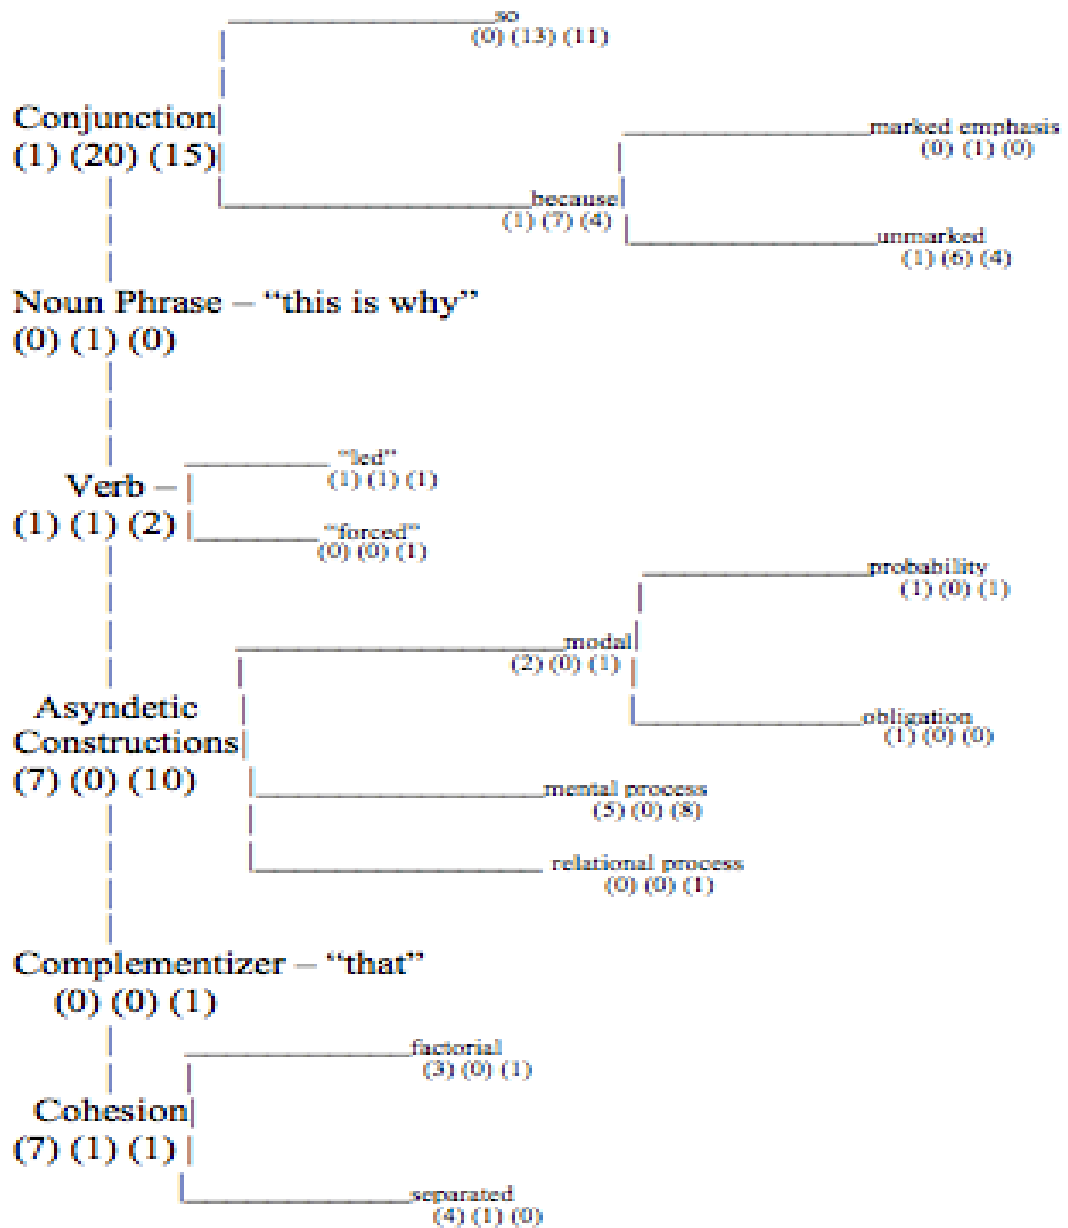 so
(0) (13) (11)
Conjunction
(1) (20) (15)
marked emphasis
(0) (1) (0)
because
(1) (7) (4)
unmarked
(1) (6) (4)
Noun Phrase – “this is why”
(0) (1) (0)
“led”
(1) (1) (1)
Verb –
(1) (1) (2)
“forced”
(0) (0) (1)
probability
(1) (0) (1)
modal
(2) (0) (1)
obligation
(1) (0) (0)
Asyndetic
Constructions
(7) (0) (10)
mental process
(5) (0) (8)
relational process
(0) (0) (1)
Complementizer – “that”
(0) (0) (1)
factorial
(3) (0) (1)
Cohesion
(7) (1) (1)
separated
(4) (1) (0)